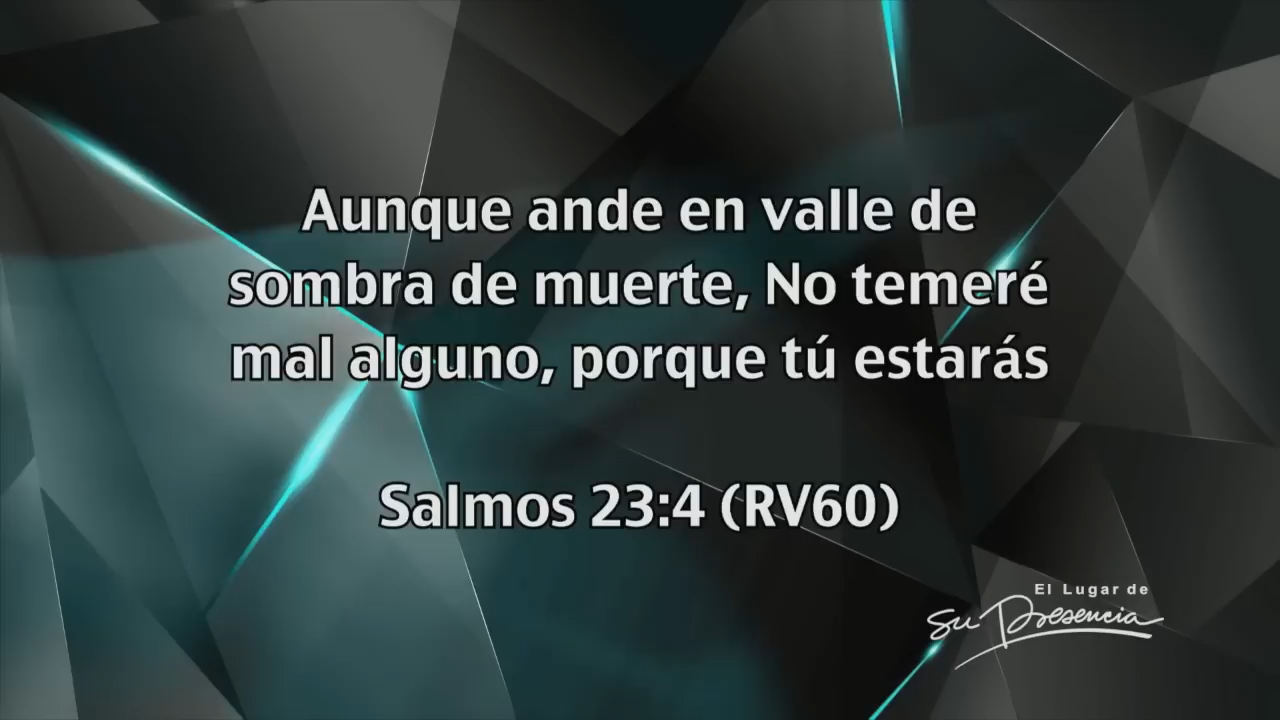 Aunque ande en valle de
sombra de muerte, No temeré
mal alguno, porque tú estarás
Salmos 23:4 (RV60)
El Lugar de
Su Presencia